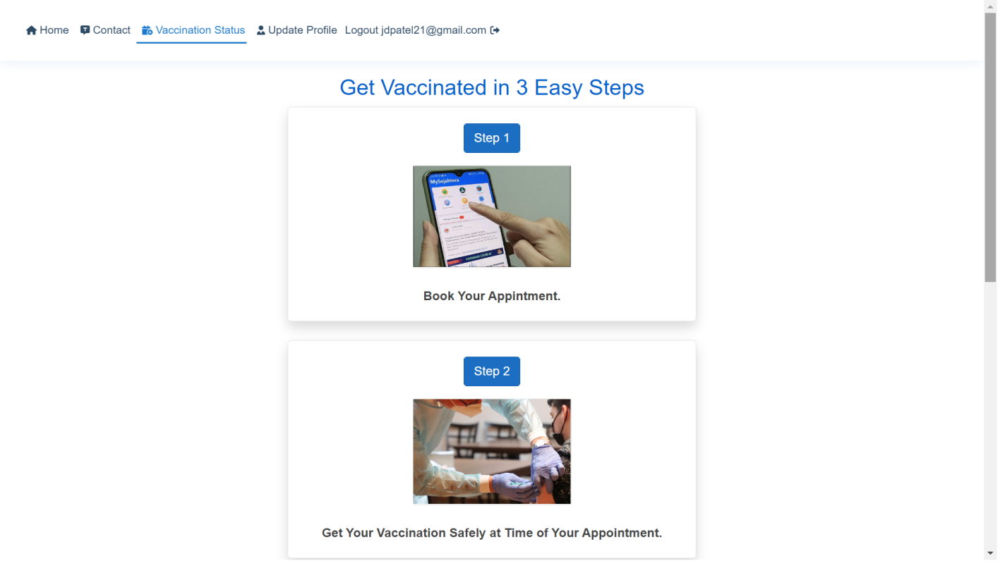 Home Contact Vaccination Status Update Profile Logout jdpatel21@gmail.com
Get Vaccinated in 3 Easy Steps
Step 1
MySejahtera
Book Your Appintment.
Step 2
Get Your Vaccination Safely at Time of Your Appointment.